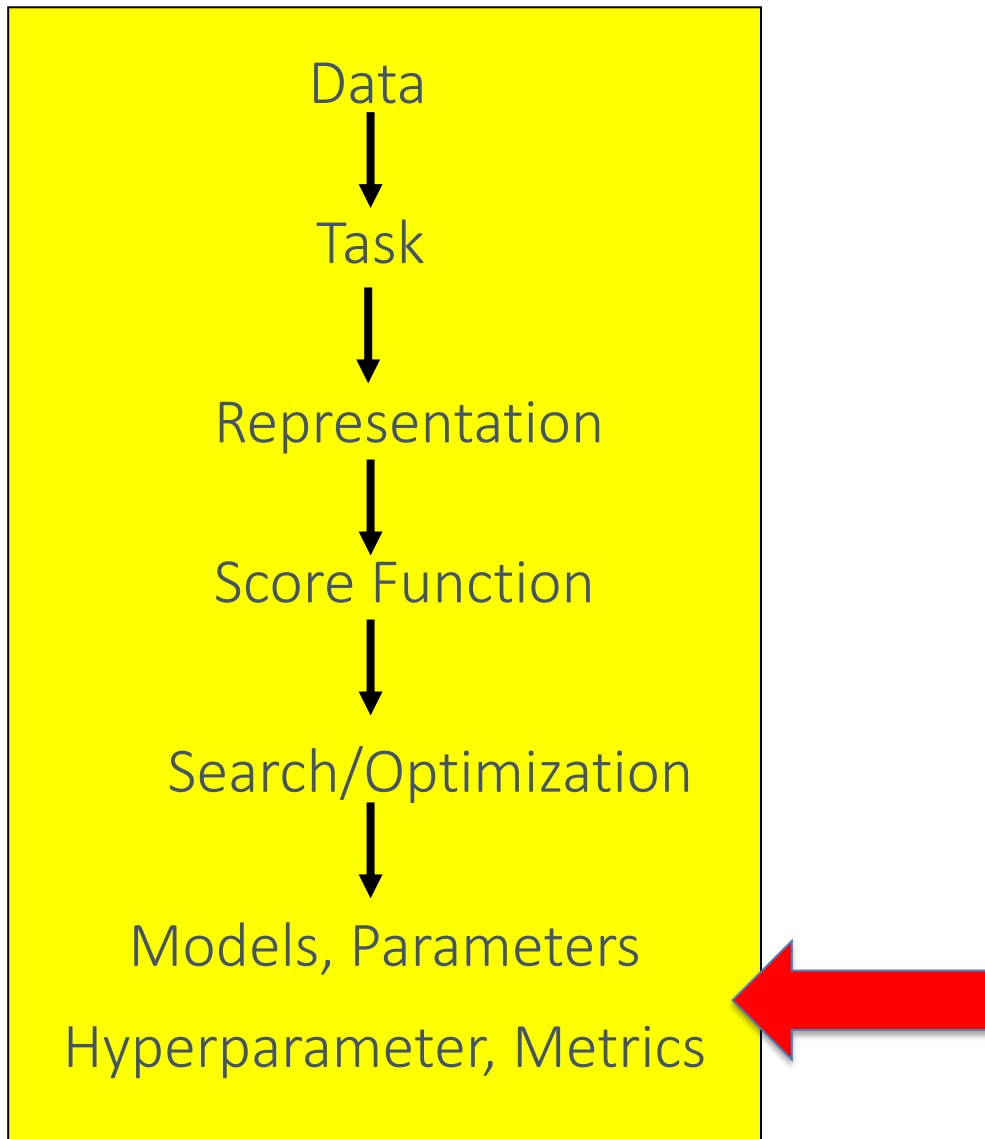 Data
Task
Representation
Score Function
Search/Optimization
Models, Parameters
Hyperparameter, Metrics